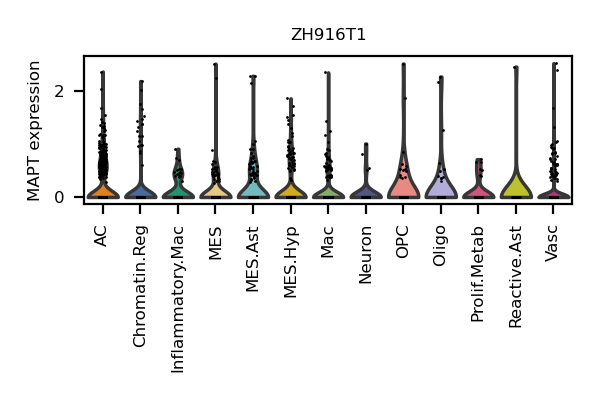 ZH916T1
MAPT expression
2
0
AC
Chromatin.Reg
Inflammatory.Mac
MES
MES.Ast
MES.Hyp
Mac
Neuron
OPC
Oligo
Prolif.Metab
Reactive.Ast
Vasc